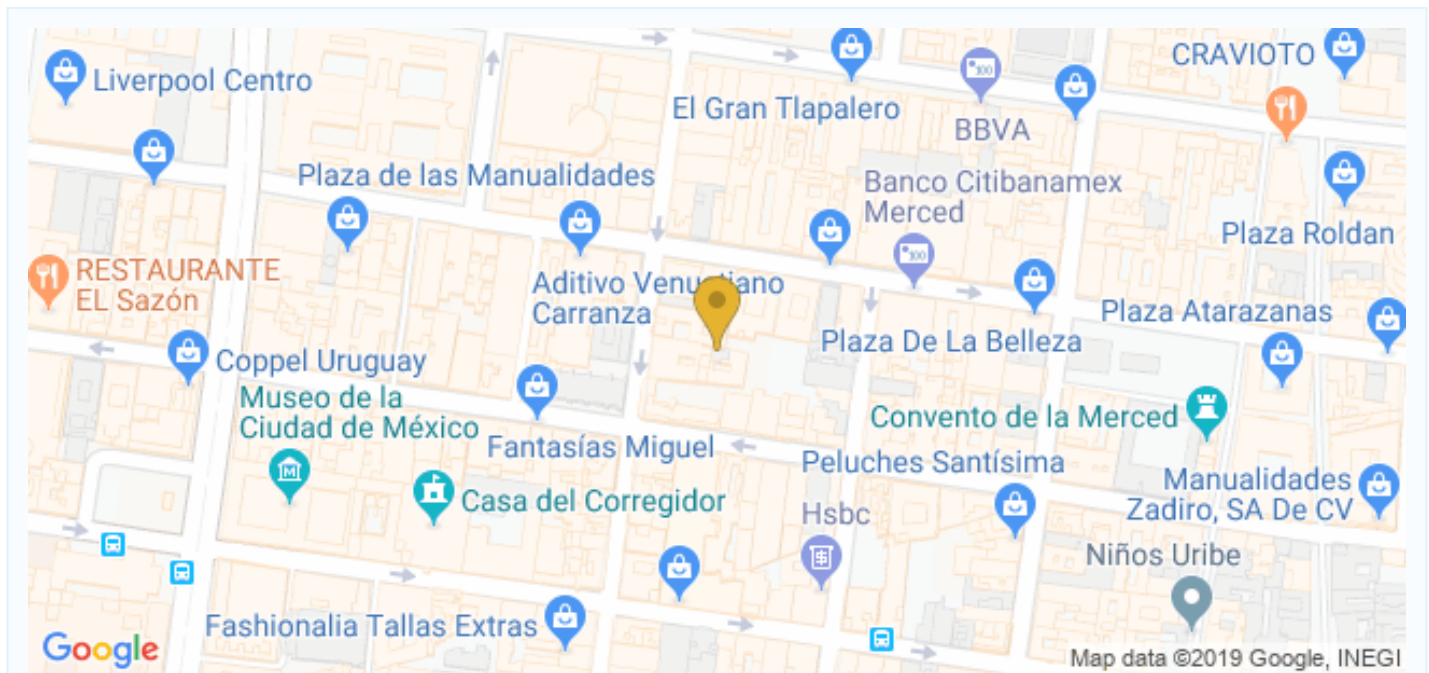 CRAVIOTO
Liverpool Centro
El Gran Tlapalero
BBVA
Plaza de las Manualidades
Banco Citibanamex
Merced
Plaza Roldan
RESTAURANTE
EL Sazón
Aditivo Venustiano
Carranza
Plaza Atarazanas
Plaza De La Belleza
Coppel Uruguay
Museo de la
Ciudad de México
Convento de la Merced
Fantasías Miguel
Peluches Santísima
Manualidades
Zadiro, SA De CV
Casa del Corregidor
Hsbc
Niños Uribe
Fashionalia Tallas Extras
Google
Map data ©2019 Google, INEGI